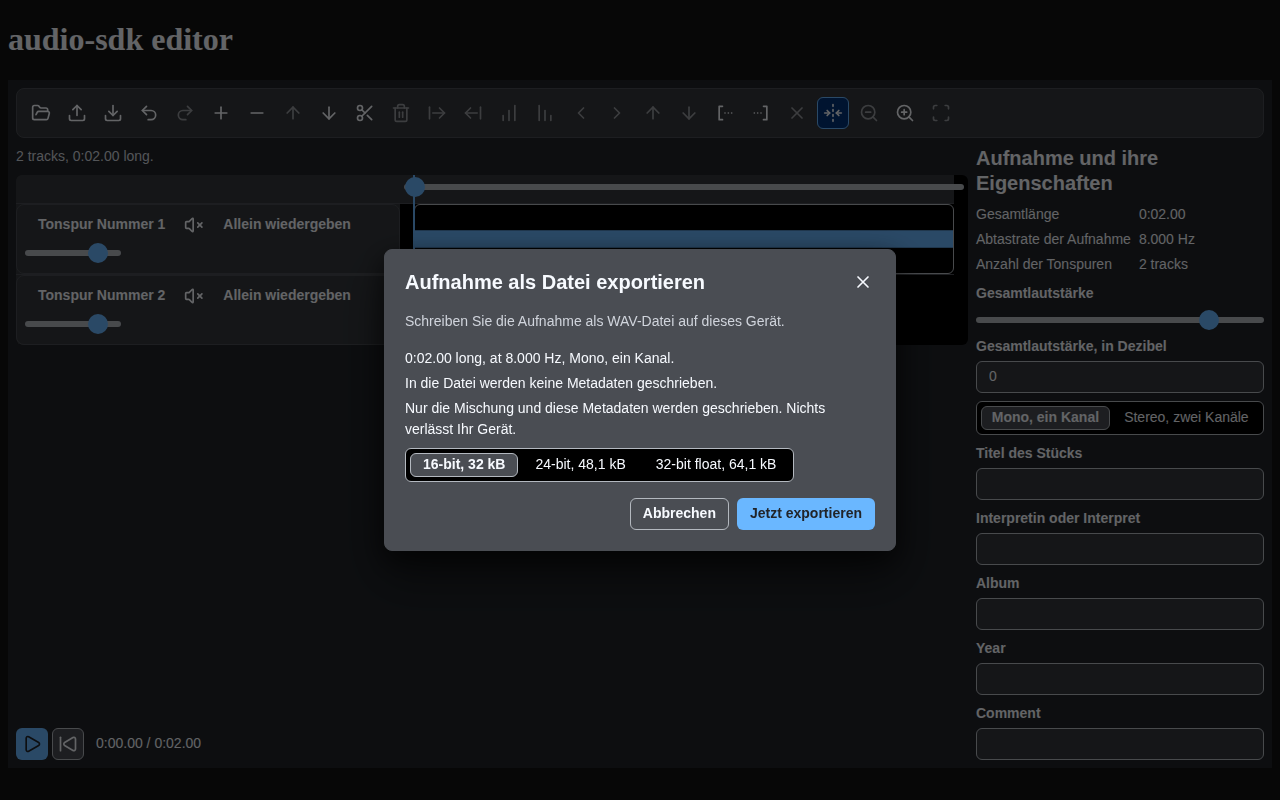 audio-sdk editor
2 tracks, 0:02.00 long.
Tonspur Nummer 1 Allein wiedergeben
Tonspur Nummer 2 Allein wiedergeben
Aufnahme als Datei exportieren
Schreiben Sie die Aufnahme als WAV-Datei auf dieses Gerät.
0:02.00 long, at 8.000 Hz, Mono, ein Kanal.
In die Datei werden keine Metadaten geschrieben.
Nur die Mischung und diese Metadaten werden geschrieben. Nichts
verlässt Ihr Gerät.
16-bit, 32 kB 24-bit, 48,1 kB 32-bit float, 64,1 kB
Abbrechen Jetzt exportieren
Aufnahme und ihre
Eigenschaften
Gesamtlänge 0:02.00
Abtastrate der Aufnahme 8.000 Hz
Anzahl der Tonspuren 2 tracks
Gesamtlautstärke
Gesamtlautstärke, in Dezibel
0
Mono, ein Kanal Stereo, zwei Kanäle
Titel des Stücks
Interpretin oder Interpret
Album
Year
Comment
0:00.00 / 0:02.00